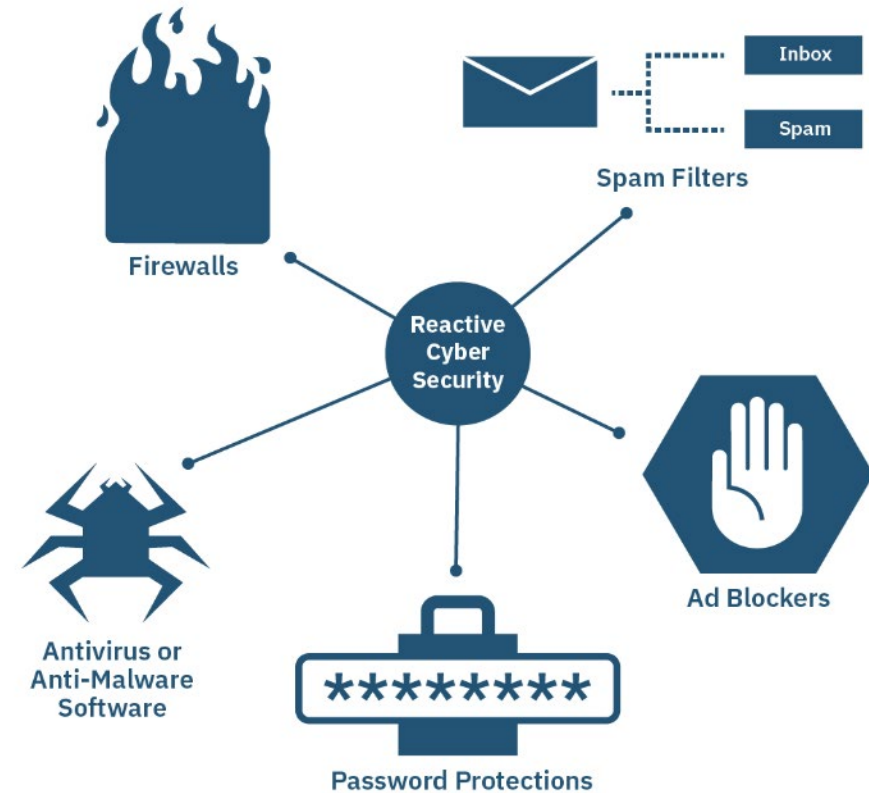 Inbox
Spam
Spam Filters
Firewalls
Reactive
Cyber
Security
Ad Blockers
Antivirus or
Anti-Malware
Software
********
Password Protections